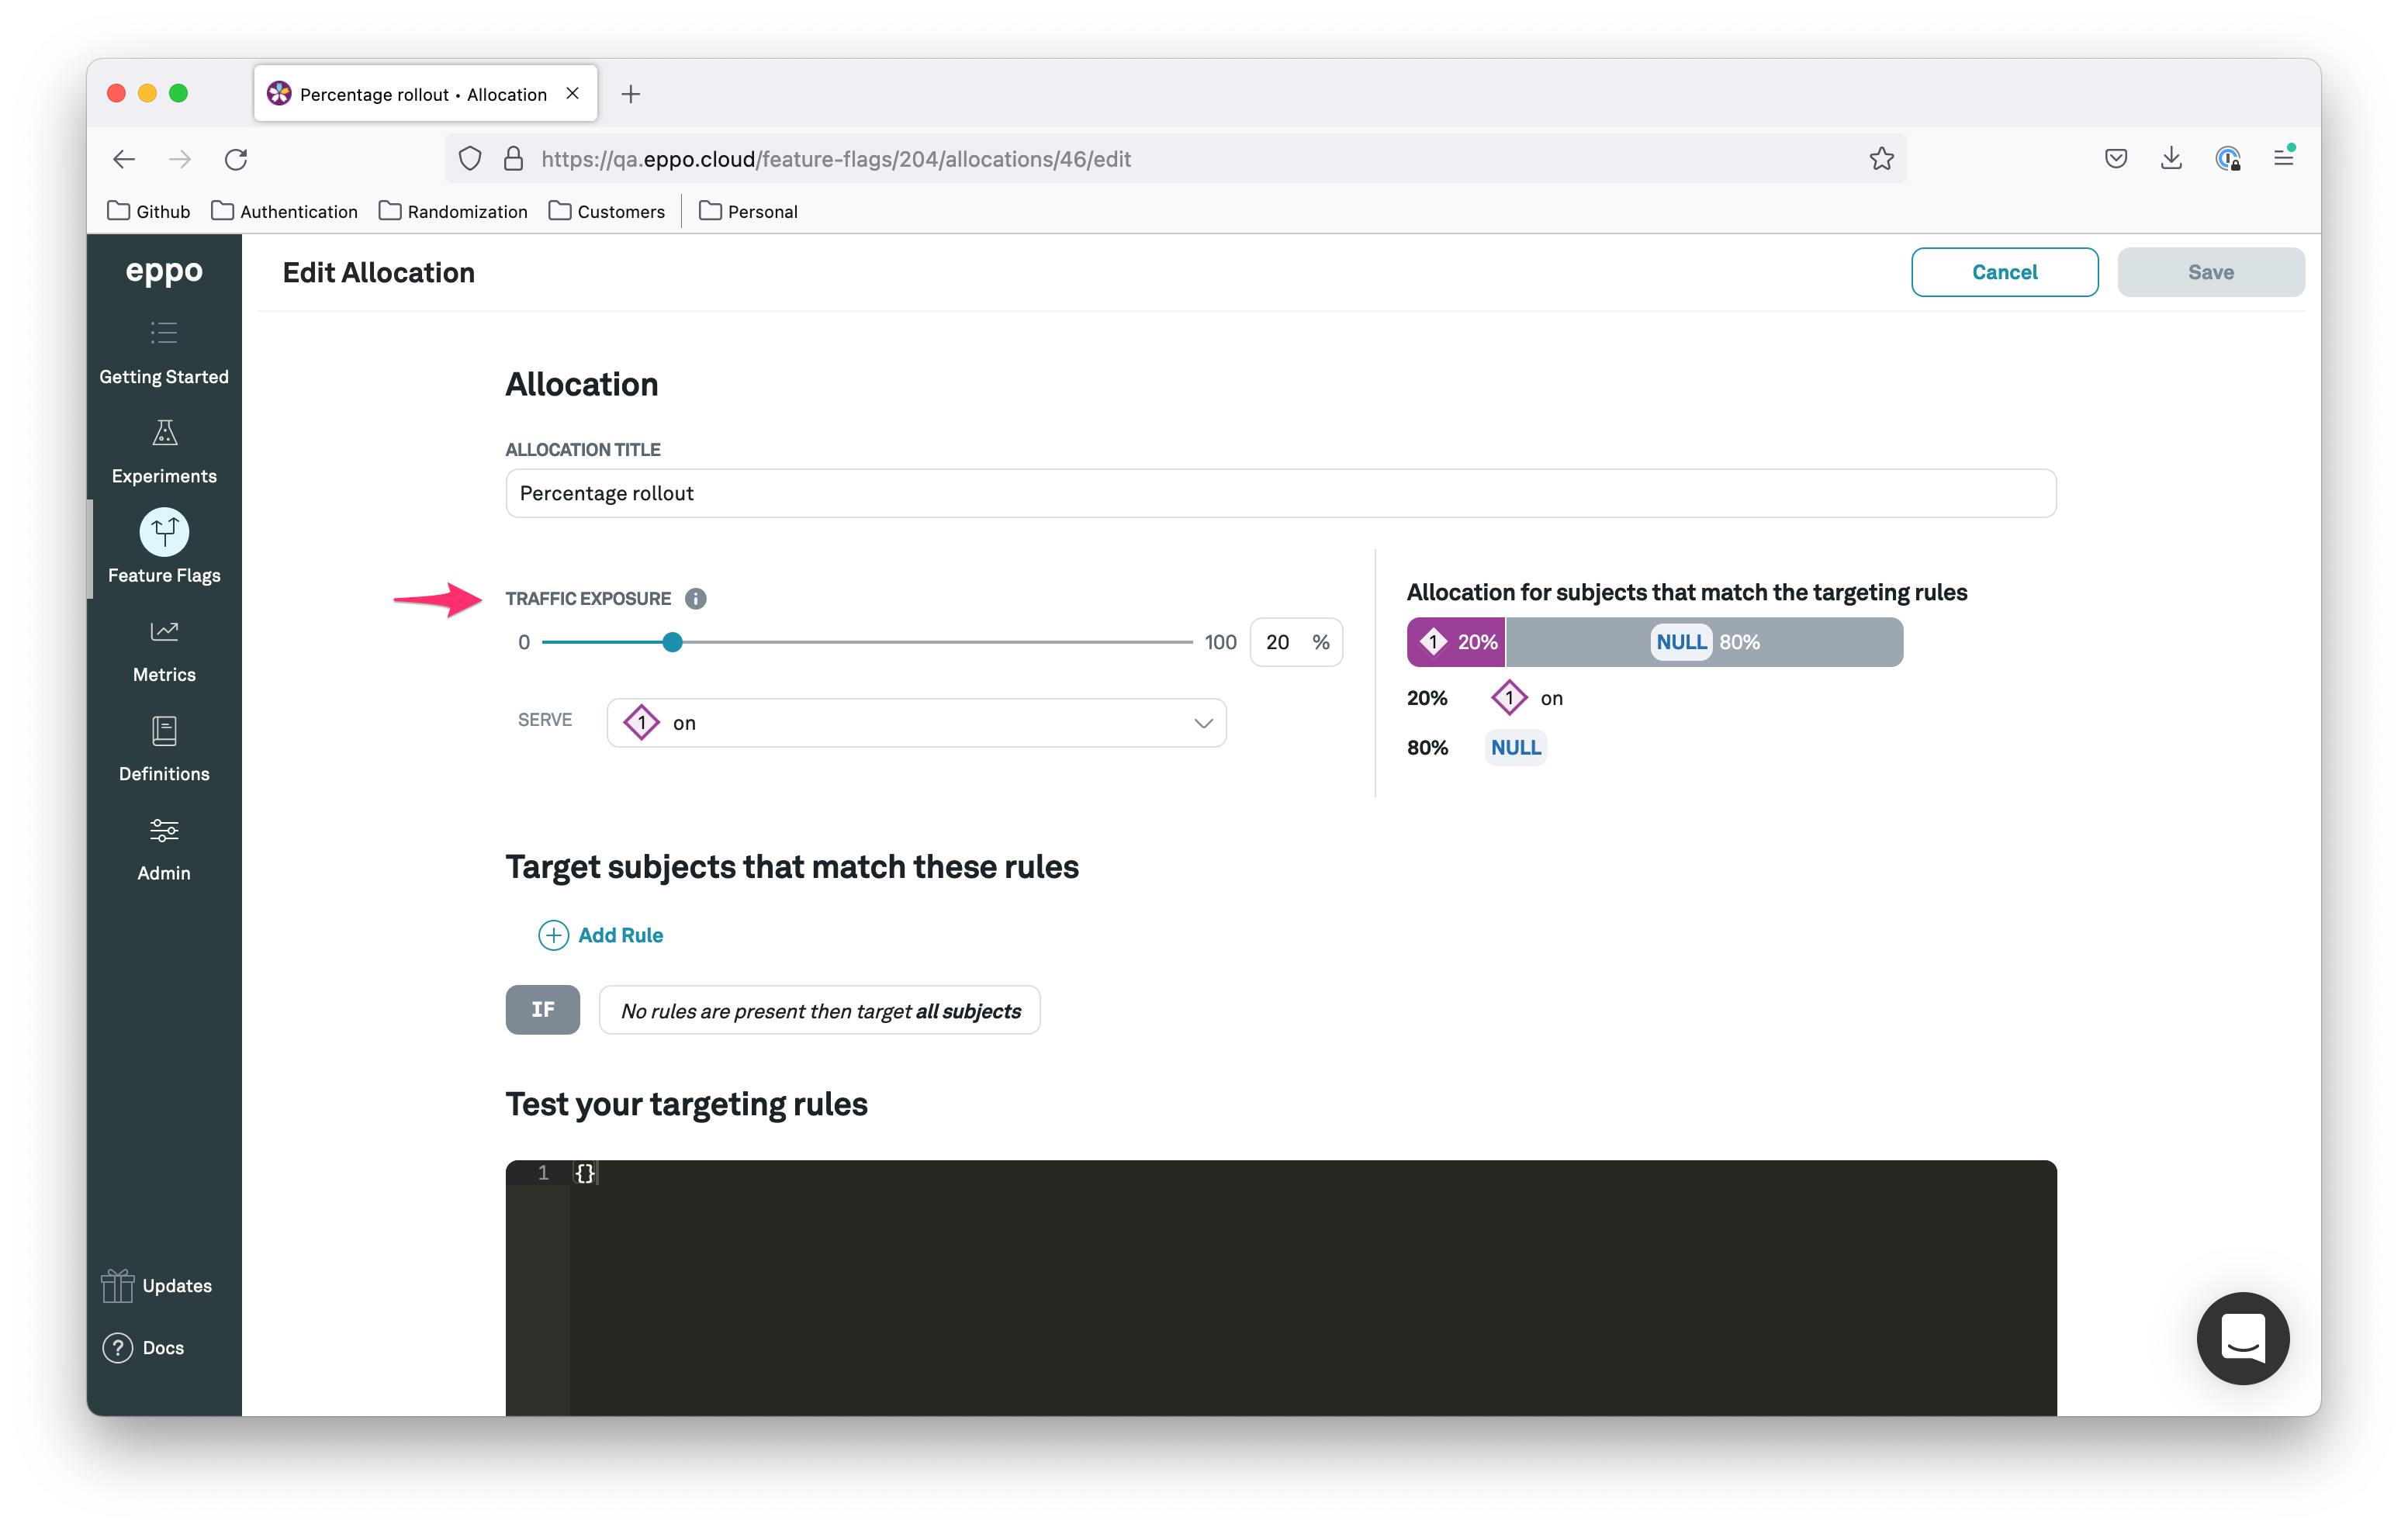 Percentage rollout • Allocation
https://qa.eppo.cloud/feature-flags/204/allocations/46/edit
Github Authentication Randomization Customers Personal
eppo
Getting Started
Experiments
Feature Flags
Metrics
Definitions
Admin
Updates
? Docs
Edit Allocation
Cancel Save
Allocation
ALLOCATION TITLE
Percentage rollout
TRAFFIC EXPOSURE i
0 100 20 %
SERVE 1 on
Allocation for subjects that match the targeting rules
1 20% NULL 80%
20% 1 on
80% NULL
Target subjects that match these rules
Add Rule
IF No rules are present then target all subjects
Test your targeting rules
1 {}